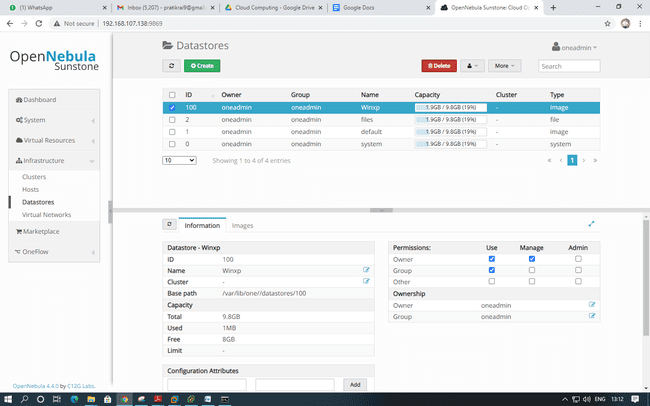 (1) WhatsApp
Inbox (5,207) - pratikral9@gma
Cloud Computing - Google Drive
Google Docs
OpenNebula Sunstone: Cloud O
Not secure | 192.168.107.138:9869
OpenNebula
Sunstone
Datastores
oneadmin
Create
Delete
More
Search
Dashboard
System
Virtual Resources
Infrastructure
Clusters
Hosts
Datastores
Virtual Networks
Marketplace
OneFlow
ID Owner Group Name Capacity Cluster Type
100 oneadmin oneadmin Winxp 1.9GB / 9.8GB (19%) - image
2 oneadmin oneadmin files 1.9GB / 9.8GB (19%) - file
1 oneadmin oneadmin default 1.9GB / 9.8GB (19%) - image
0 oneadmin oneadmin system 1.9GB / 9.8GB (19%) - system
10 Showing 1 to 4 of 4 entries
« ‹ 1 › »
Information Images
Datastore - Winxp
ID 100
Name Winxp
Cluster -
Base path /var/lib/one//datastores/100
Capacity
Total 9.8GB
Used 1MB
Free 8GB
Limit -
Configuration Attributes
Add
Permissions: Use Manage Admin
Owner
Group
Other
Ownership
Owner oneadmin
Group oneadmin
OpenNebula 4.4.0 by C12G Labs.
ENG 13:12